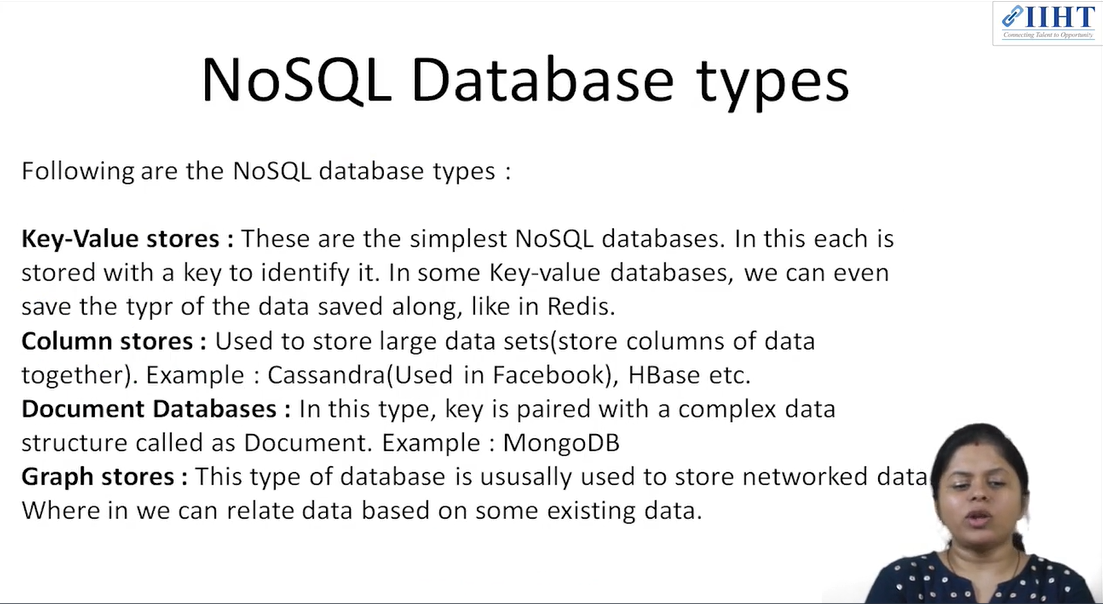 IIHT
Connecting Talent to Opportunity
NoSQL Database types
Following are the NoSQL database types :
Key-Value stores : These are the simplest NoSQL databases. In this each is
stored with a key to identify it. In some Key-value databases, we can even
save the typr of the data saved along, like in Redis.
Column stores : Used to store large data sets(store columns of data
together). Example : Cassandra(Used in Facebook), HBase etc.
Document Databases : In this type, key is paired with a complex data
structure called as Document. Example : MongoDB
Graph stores : This type of database is ususally used to store networked data
Where in we can relate data based on some existing data.